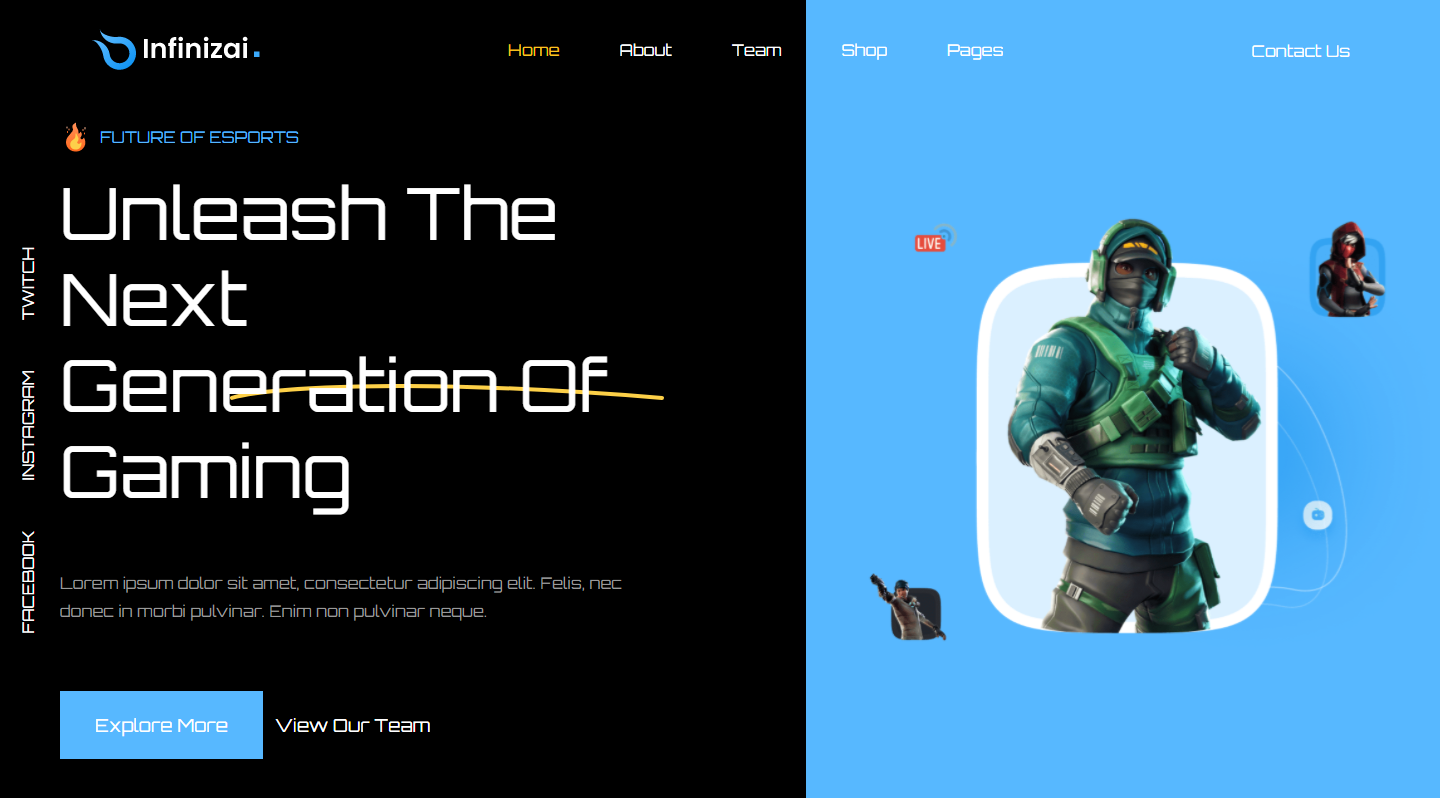 Infinizai.
Home About Team Shop Pages Contact Us
FUTURE OF ESPORTS
Unleash The
Next
Generation Of
Gaming
TWITCH
INSTAGRAM
FACEBOOK
LIVE
Lorem ipsum dolor sit amet, consectetur adipiscing elit. Felis, nec
donec in morbi pulvinar. Enim non pulvinar neque.
Explore More View Our Team